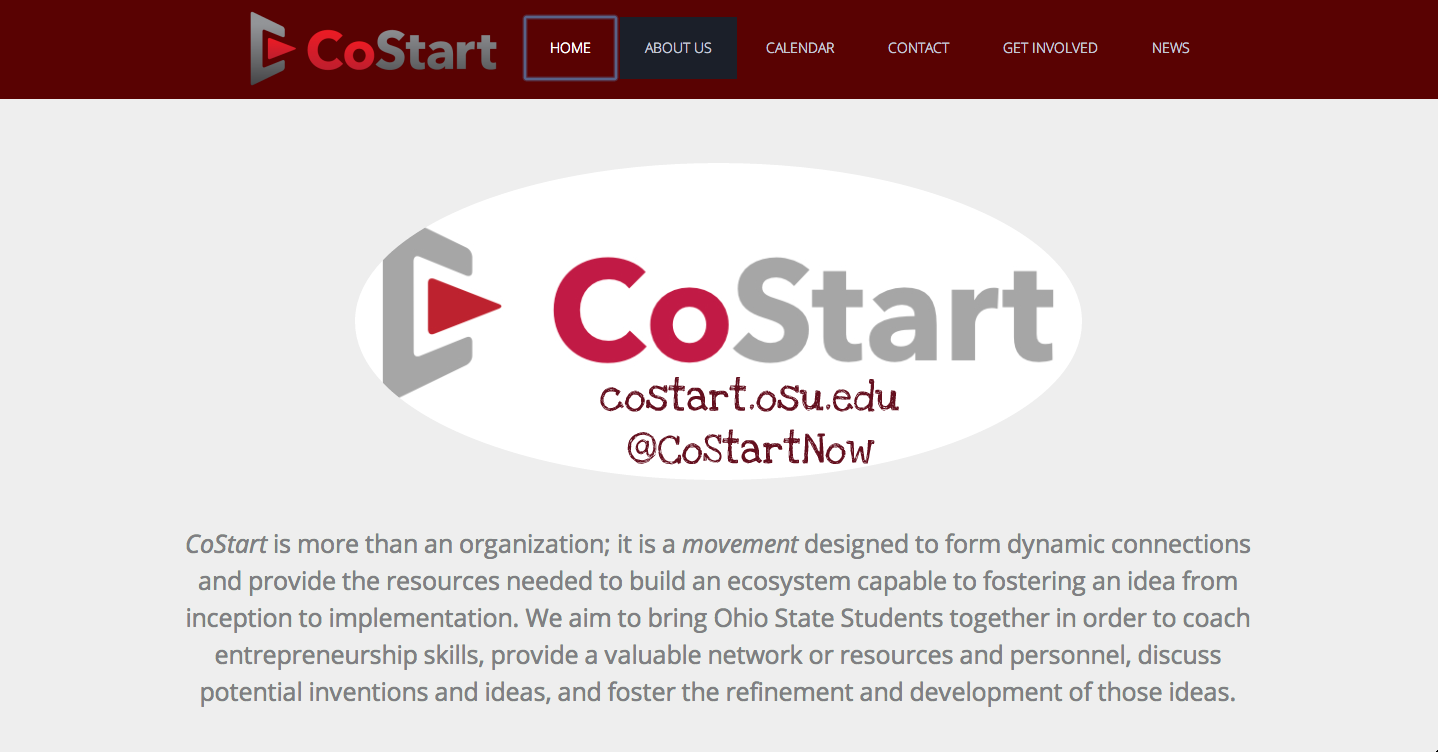 CoStart HOME ABOUT US CALENDAR CONTACT GET INVOLVED NEWS
CoStart
costart.osu.edu
@CoStartNow
CoStart is more than an organization; it is a movement designed to form dynamic connections
and provide the resources needed to build an ecosystem capable to fostering an idea from
inception to implementation. We aim to bring Ohio State Students together in order to coach
entrepreneurship skills, provide a valuable network or resources and personnel, discuss
potential inventions and ideas, and foster the refinement and development of those ideas.